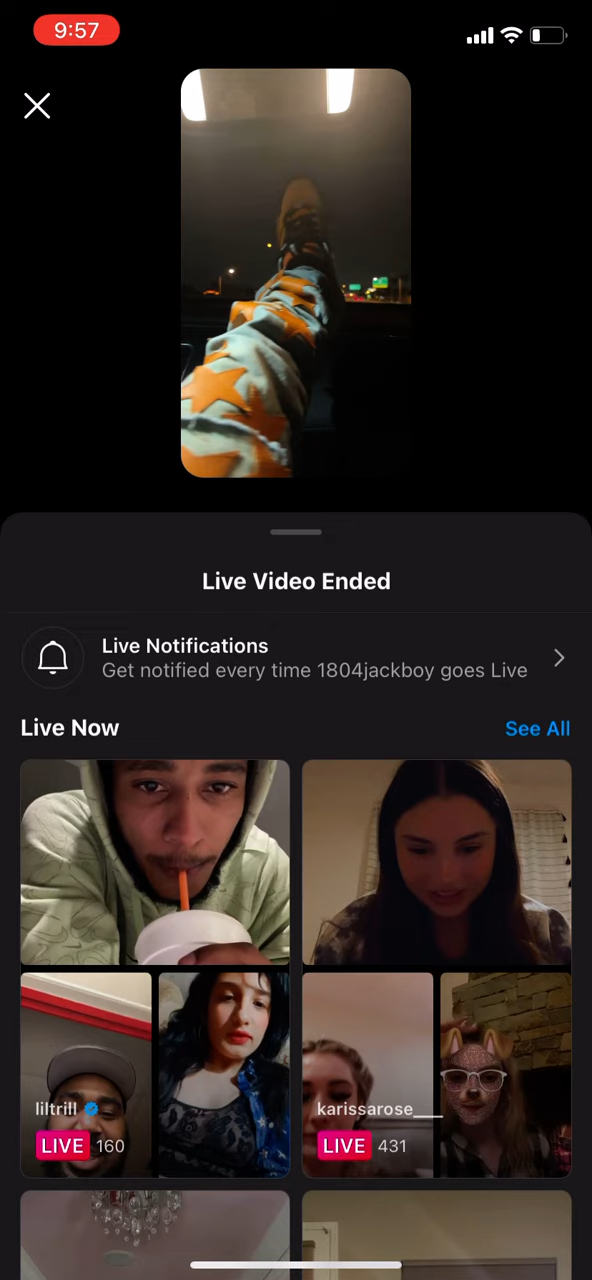 9:57
Live Video Ended
Live Notifications
Get notified every time 1804jackboy goes Live
Live Now
See All
liltrill
LIVE 160
karissarose___
LIVE 431